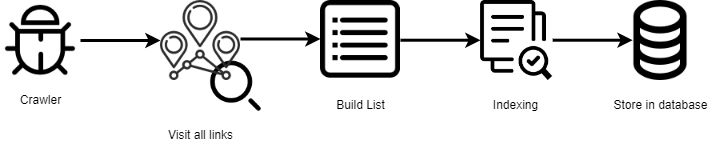 Crawler
Visit all links
Build List
Indexing
Store in database